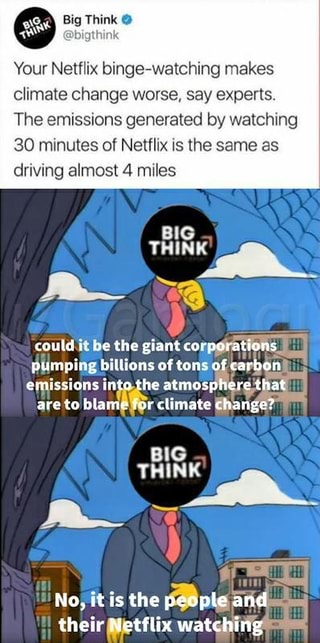 BIG
THINK
Big Think
@bigthink
Your Netflix binge-watching makes
climate change worse, say experts.
The emissions generated by watching
30 minutes of Netflix is the same as
driving almost 4 miles
BIG
THINK
could it be the giant corporations
pumping billions of tons of carbon
emissions into the atmosphere that
are to blame for climate change?
BIG
THINK
No, it is the people and
their Netflix watching